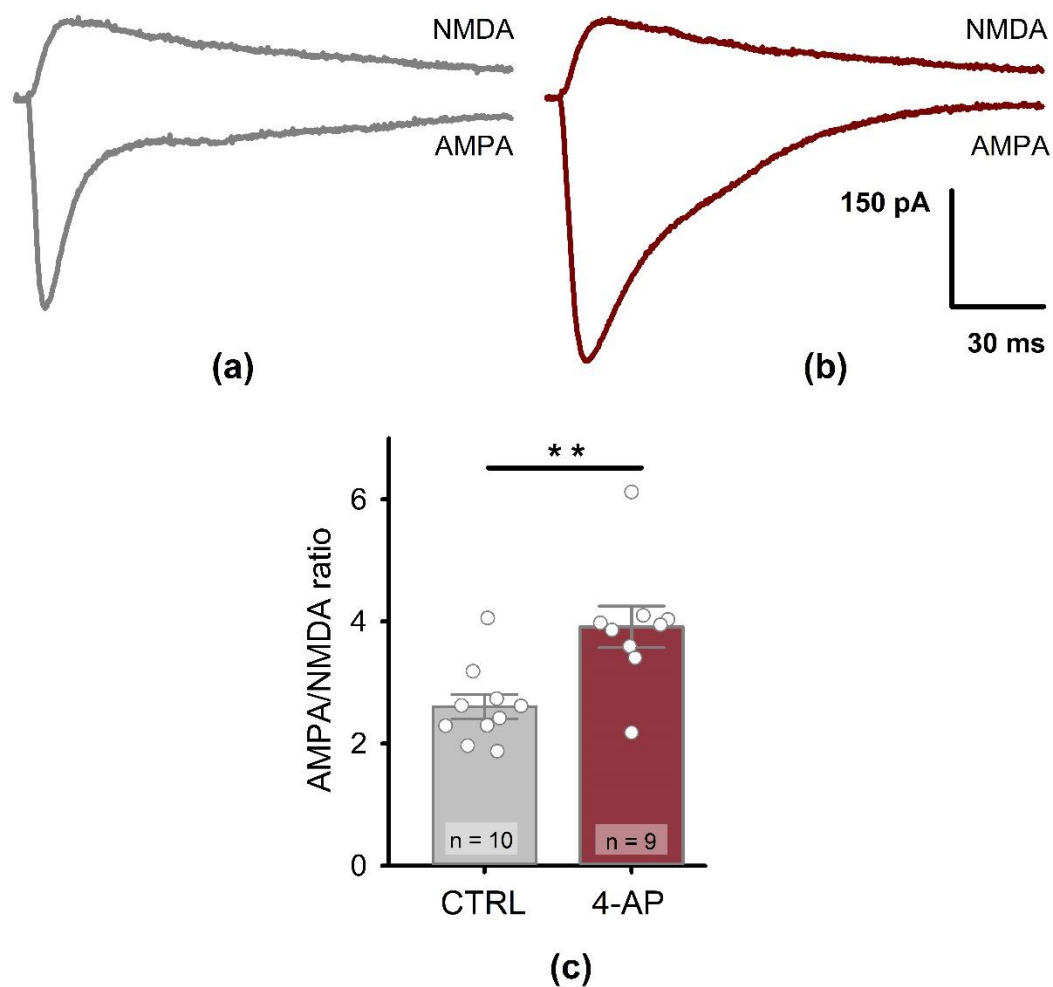 NMDA
NMDA
AMPA
AMPA
150 pA
30 ms
(a)
(b)
**
6
4
2
0
AMPA/NMDA ratio
n = 10
n = 9
CTRL
4-AP
(c)